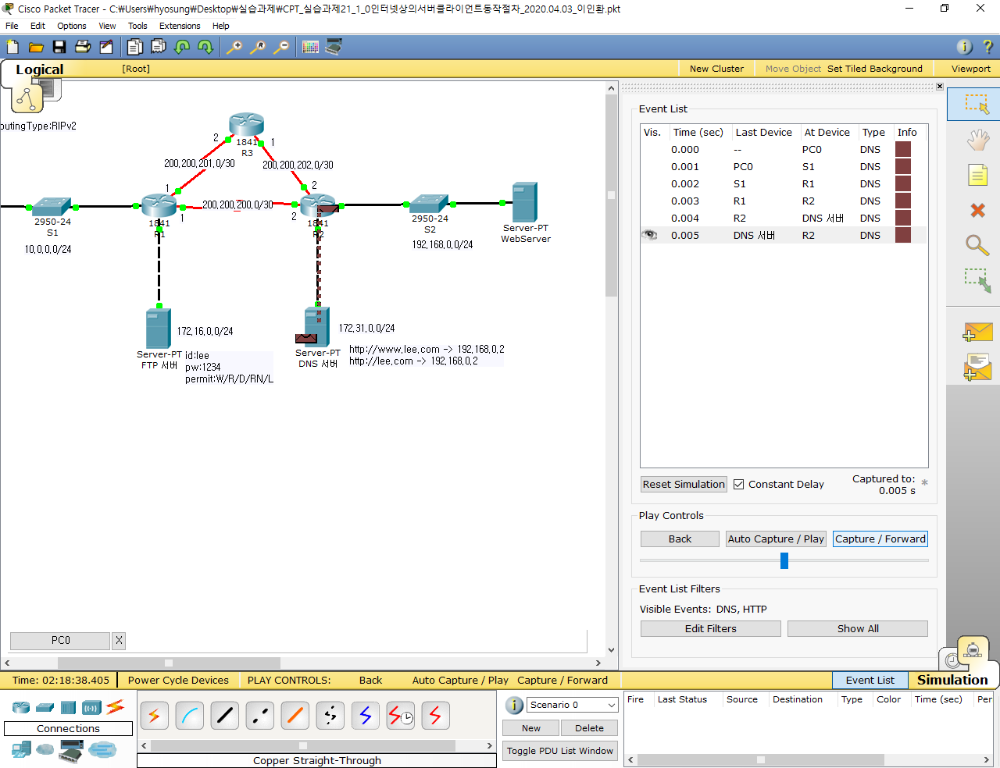 Cisco Packet Tracer - C:₩Users₩hyosung₩Desktop₩실습과제₩CPT_실습과제21_1_0인터넷상의서버클라이언트동작절차_2020.04.03_이인환.pkt
File Edit Options View Tools Extensions Help
Logical [Root] New Cluster Move Object Set Tiled Background Viewport
outingType:RIPv2
2
1841
R3
1
200.200.201.0/30
200.200.202.0/30
1
2
200.200.200.0/30
1
2
2950-24
S1
10.0.0.0/24
1841
R1
1841
R2
2950-24
S2
192.168.0.0/24
Server-PT
WebServer
172.16.0.0/24
Server-PT
FTP 서버
id:lee
pw:1234
permit:W/R/D/RN/L
172.31.0.0/24
Server-PT
DNS 서버
http://www.lee.com -> 192.168.0.2
http://lee.com -> 192.168.0.2
PC0 X
Event List
Vis. Time (sec) Last Device At Device Type Info
0.000 -- PC0 DNS
0.001 PC0 S1 DNS
0.002 S1 R1 DNS
0.003 R1 R2 DNS
0.004 R2 DNS 서버 DNS
0.005 DNS 서버 R2 DNS
Reset Simulation Constant Delay Captured to: *
0.005 s
Play Controls
Back Auto Capture / Play Capture / Forward
Event List Filters
Visible Events: DNS, HTTP
Edit Filters Show All
Time: 02:18:38.405 Power Cycle Devices PLAY CONTROLS: Back Auto Capture / Play Capture / Forward Event List Simulation
Connections
Copper Straight-Through
Scenario 0
New Delete
Toggle PDU List Window
Fire Last Status Source Destination Type Color Time (sec) Per